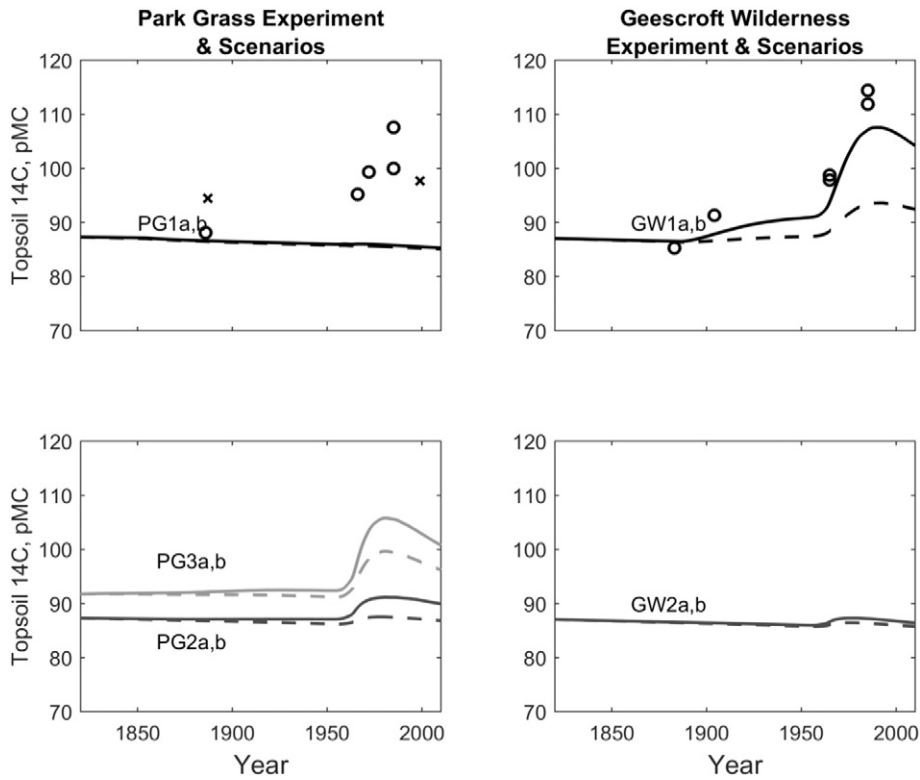 Park Grass Experiment
& Scenarios
Geescroft Wilderness
Experiment & Scenarios
Topsoil 14C, pMC
120
110
100
90
80
70
PG1a,b
120
110
100
90
80
70
GW1a,b
Topsoil 14C, pMC
120
110
100
90
80
70
PG3a,b
PG2a,b
1850
1900
1950
2000
Year
120
110
100
90
80
70
GW2a,b
1850
1900
1950
2000
Year